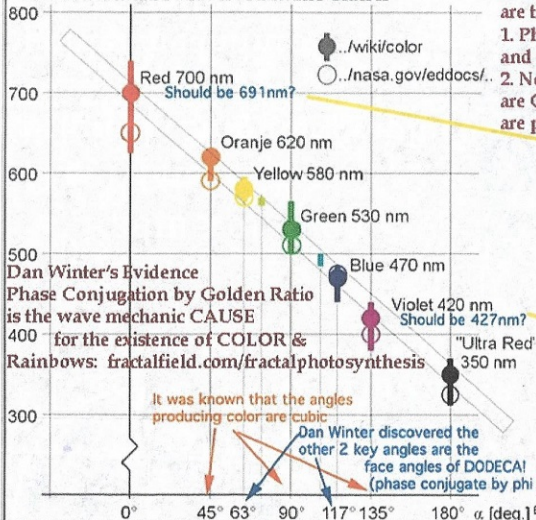 800
are t
../wiki/color
1. Ph
and
../nasa.gov/eddocs/..
2. No
are G
are p
Red 700 nm
700
Should be 691nm?
Oranje 620 nm
600
Yellow 580 nm
Green 530 nm
500
Dan Winter's Evidence
Phase Conjugation by Golden Ratio
is the wave mechanic CAUSE
for the existence of COLOR &
Rainbows: fractalfield.com/fractalphotosynthesis
Blue 470 nm
Violet 420 nm
Should be 427nm?
400
"Ultra Red"
350 nm
300
It was known that the angles
producing color are cubic
Dan Winter discovered the
other 2 key angles are the
face angles of DODECA!
(phase conjugate by phi
0° 45° 63° 90° 117° 135° 180° α [deg.]